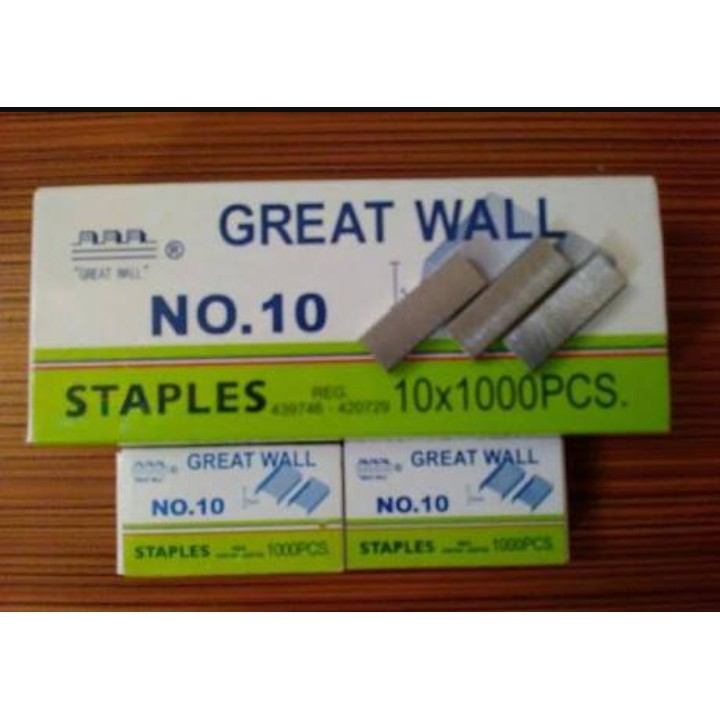 GREAT WALL
"GREAT WALL" ®
NO.10
STAPLES REG. 439746 - 420729 10x1000PCS.
® GREAT WALL
NO.10
STAPLES 1000PCS.
® GREAT WALL
NO.10
STAPLES 1000PCS.